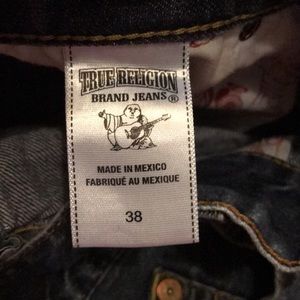 TRUE RELIGION
BRAND JEANS®
MADE IN MEXICO
FABRIQUÉ AU MEXIQUE
38